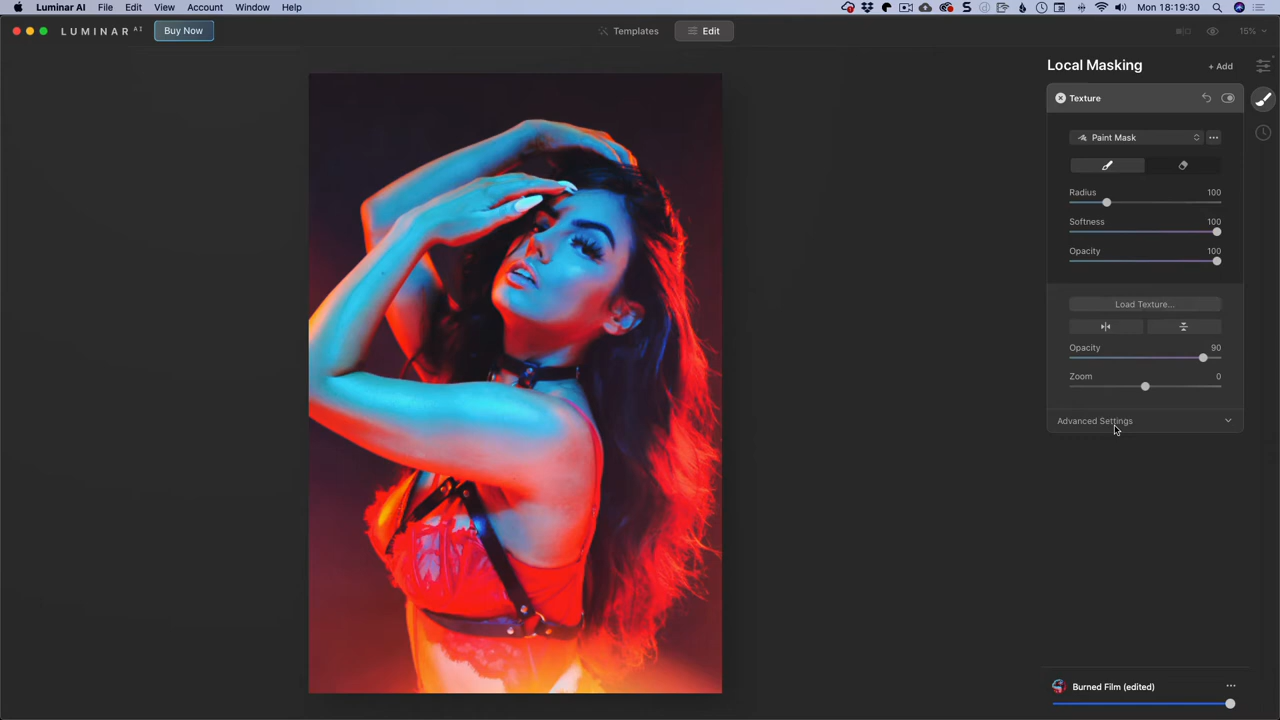 Luminar AI File Edit View Account Window Help Mon 18:19:30
LUMINAR AI Buy Now Templates Edit 15%
Local Masking + Add
Texture
Paint Mask
Radius 100
Softness 100
Opacity 100
Load Texture...
Opacity 90
Zoom 0
Advanced Settings
Burned Film (edited)